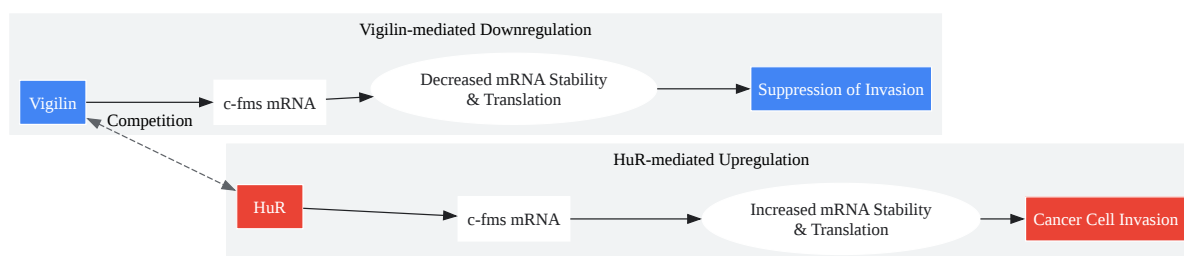 Vigilin-mediated Downregulation
Vigilin
c-fms mRNA
Decreased mRNA Stability
& Translation
Suppression of Invasion
Competition
HuR-mediated Upregulation
HuR
c-fms mRNA
Increased mRNA Stability
& Translation
Cancer Cell Invasion